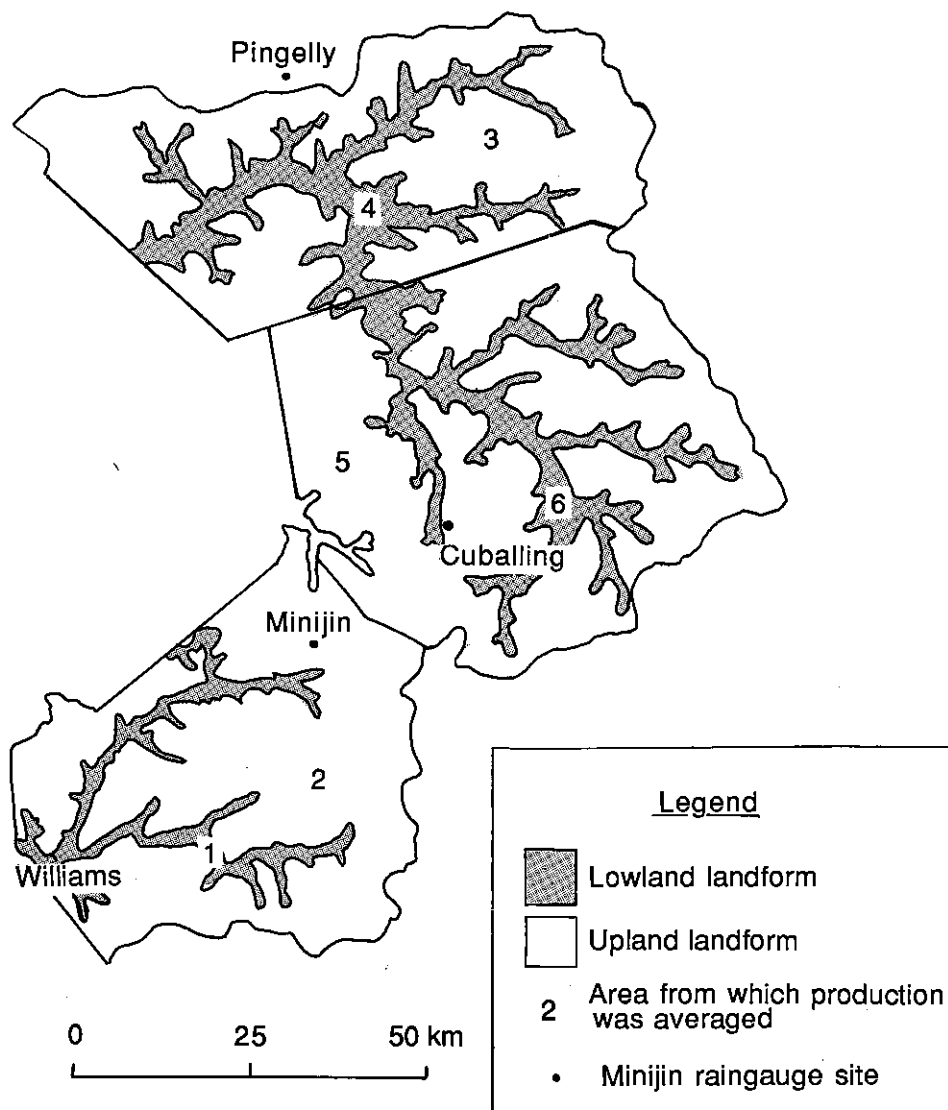 Pingelly
3
4
5
6
Cuballing
Minijin
2
1
Williams
Legend
Lowland landform
Upland landform
2 Area from which production
was averaged
Minijin raingauge site
0 25 50 km